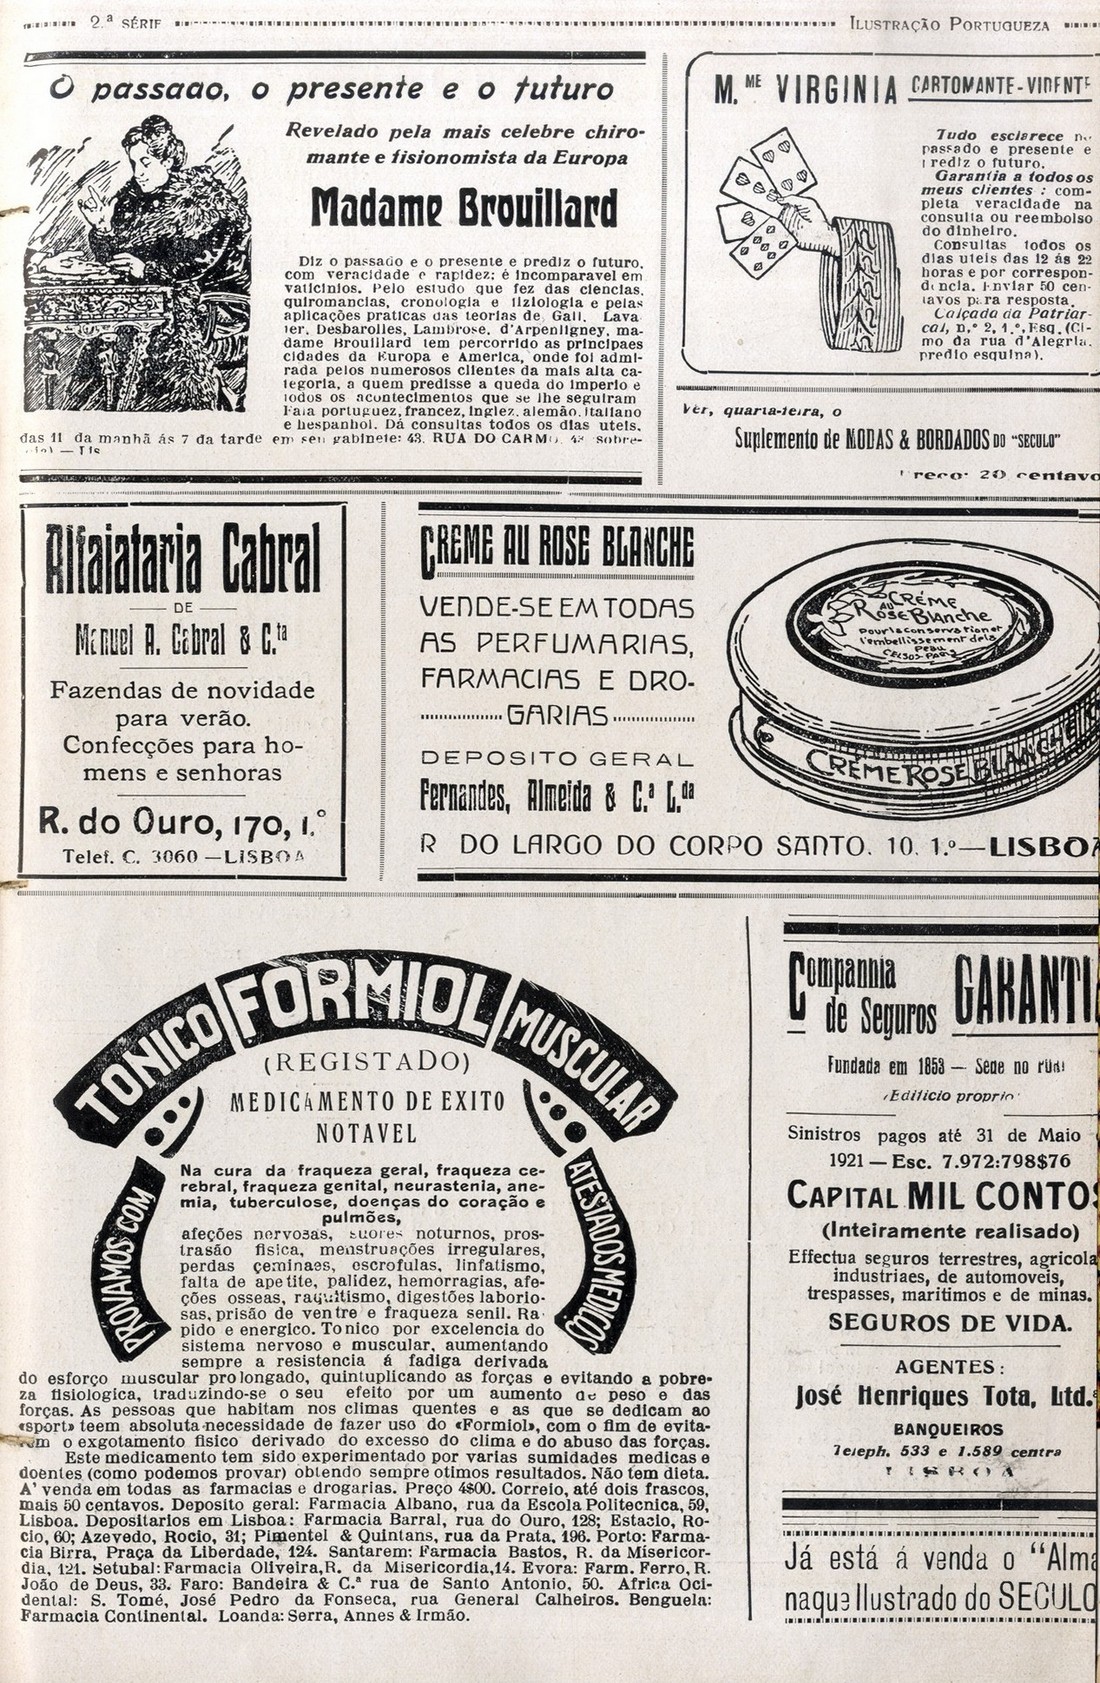 2.ª SÉRIE
ILUSTRAÇÃO PORTUGUEZA
O passado, o presente e o futuro
Revelado pela mais celebre chiro-
mante e fisionomista da Europa
Madame Brouillard
Diz o passado e o presente e prediz o futuro,
com veracidade e rapidez; é incomparavel em
vaticinios. Pelo estudo que fez das ciencias,
quiromancias, cronologia e fiziologia e pelas
aplicações praticas das teorias de Gall, Lava
ter, Desbarolles, Lambrose, d'Arpenligney, ma-
dame Brouillard tem percorrido as principaes
cidades da Europa e America, onde foi admi-
rada pelos numerosos clientes da mais alta ca-
tegoria, a quem predisse a queda do imperio e
todos os acontecimentos que se lhe seguiram
Fala portuguez, francez, inglez, alemão, italiano
e hespanhol. Dá consultas todos os dias uteis,
das 11 da manhã ás 7 da tarde em seu gabinete: 43, RUA DO CARMO, 43 sobre-
M.ME VIRGINIA CARTOMANTE-VIDENTE
Tudo esclarece no
passado e presente e
prediz o futuro.
Garantia a todos os
meus clientes : com-
pleta veracidade na
consulta ou reembolso
do dinheiro.
Consultas todos os
dias uteis das 12 ás 22
horas e por correspon-
dencia. Enviar 50 cen-
tavos para resposta.
Calçada da Patriar-
cal, n.º 2, 1.º, Esq. (Ci-
mo da rua d'Alegria,
predio esquina).
Ver, quarta-feira, o
Suplemento de MODAS & BORDADOS DO "SECULO"
Preço: 20 centavo
Alfaiataria Cabral
DE
Manuel A. Cabral & C.ta
Fazendas de novidade
para verão.
Confecções para ho-
mens e senhoras
R. do Ouro, 170, 1.º
Telef. C. 3060 — LISBOA
CREME AU ROSE BLANCHE
VENDE-SE EM TODAS
AS PERFUMARIAS,
FARMACIAS E DRO-
GARIAS
DEPOSITO GERAL
Fernandes, Almeida & C.ª L.da
R DO LARGO DO CORPO SANTO, 10, 1.º—LISBOA
CRÉME
AU
ROSE BLANCHE
pour la conservation et
l'embellissement de la
Peau
CELSOS-PARIS
CRÉME ROSE BLANCHE
TONICO FORMIOL MUSCULAR
(REGISTADO)
MEDICAMENTO DE EXITO
NOTAVEL
PROVAMOS COM
ATESTADOS MEDICOS
Na cura da fraqueza geral, fraqueza ce-
rebral, fraqueza genital, neurastenia, ane-
mia, tuberculose, doenças do coração e
pulmões,
afeções nervosas, suores noturnos, pros-
trasão fisica, menstruações irregulares,
perdas çeminaes, escrofulas, linfatismo,
falta de apetite, palidez, hemorragias, afe-
ções osseas, raquitismo, digestões laborio-
sas, prisão de ventre e fraqueza senil. Ra-
pido e energico. Tonico por excelencia do
sistema nervoso e muscular, aumentando
sempre a resistencia á fadiga derivada
do esforço muscular prolongado, quintuplicando as forças e evitando a pobre-
za fisiologica, traduzindo-se o seu efeito por um aumento de peso e das
forças. As pessoas que habitam nos climas quentes e as que se dedicam ao
«sport» teem absoluta necessidade de fazer uso do «Formiol», com o fim de evita-
rem o exgotamento fisico derivado do excesso do clima e do abuso das forças.
Este medicamento tem sido experimentado por varias sumidades medicas e
doentes (como podemos provar) obtendo sempre otimos resultados. Não tem dieta.
A' venda em todas as farmacias e drogarias. Preço 4$00. Correio, até dois frascos,
mais 50 centavos. Deposito geral: Farmacia Albano, rua da Escola Politecnica, 59,
Lisboa. Depositarios em Lisboa: Farmacia Barral, rua do Ouro, 128; Estacio, Ro-
cio, 60; Azevedo, Rocio, 31; Pimentel & Quintans, rua da Prata, 196. Porto: Farma-
cia Birra, Praça da Liberdade, 124. Santarem: Farmacia Bastos, R. da Misericor-
dia, 121. Setubal: Farmacia Oliveira, R. da Misericordia, 14. Evora: Farm. Ferro, R.
João de Deus, 33. Faro: Bandeira & C.ª rua de Santo Antonio, 50. Africa Oci-
dental: S. Tomé, José Pedro da Fonseca, rua General Calheiros. Benguela:
Farmacia Continental. Loanda: Serra, Annes & Irmão.
Companhia
de Seguros GARANTI
Fundada em 1853 — Sede no
(Edificio proprio)
Sinistros pagos até 31 de Maio
1921 — Esc. 7.972:798$76
CAPITAL MIL CONTOS
(Inteiramente realisado)
Effectua seguros terrestres, agricola
industriaes, de automoveis,
trespasses, maritimos e de minas.
SEGUROS DE VIDA.
AGENTES:
José Henriques Tota, Ltd.ª
BANQUEIROS
Teleph. 533 e 1.589 centra
LISBOA
Já está á venda o "Alma
naque Ilustrado do SECULO